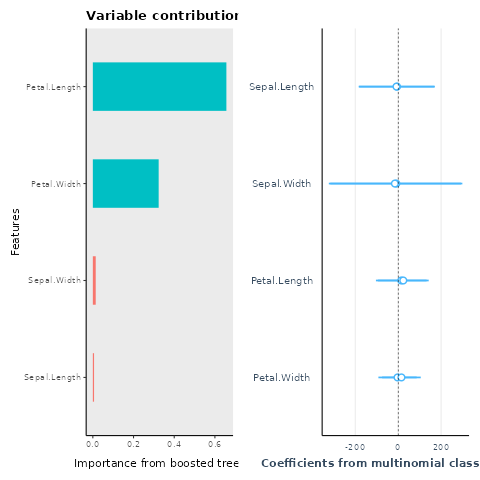 Variable contribution
Features
Petal.Length
Petal.Width
Sepal.Width
Sepal.Length
0.0 0.2 0.4 0.6
Importance from boosted tree
Sepal.Length
Sepal.Width
Petal.Length
Petal.Width
-200 0 200
Coefficients from multinomial class